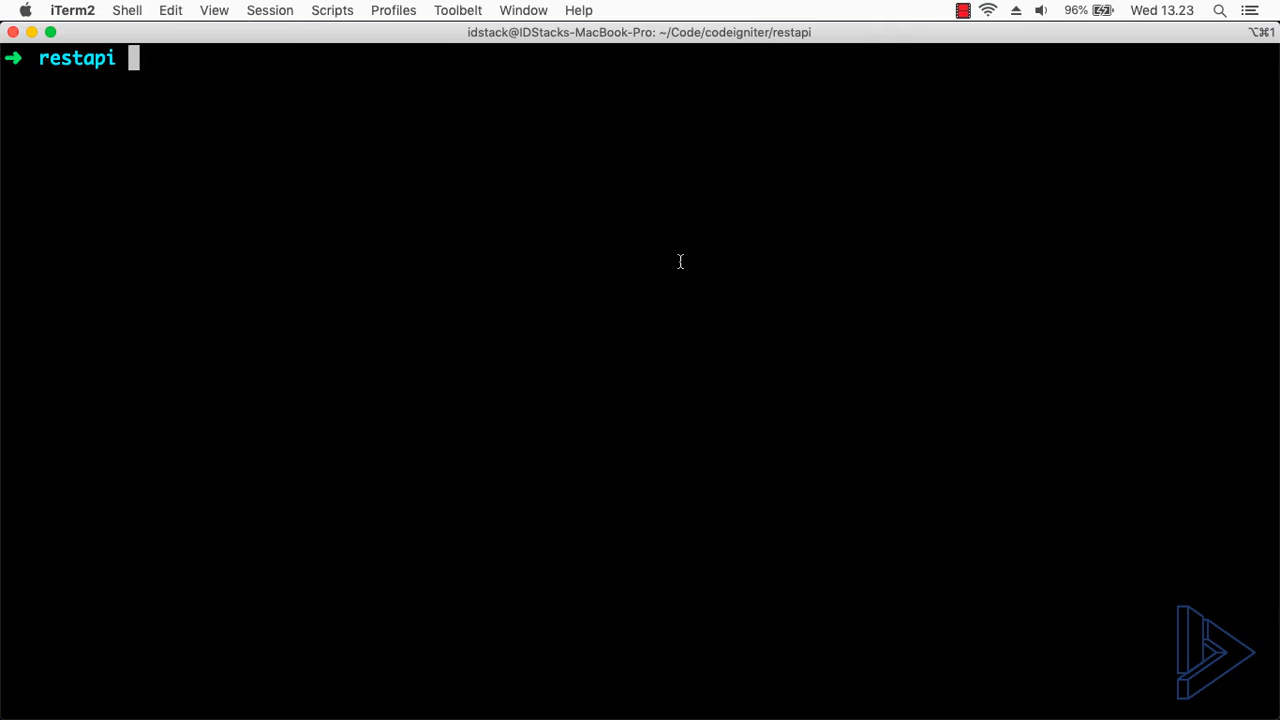 iTerm2 Shell Edit View Session Scripts Profiles Toolbelt Window Help 96% Wed 13.23
idstack@IDStacks-MacBook-Pro: ~/Code/codeigniter/restapi ⌥⌘1
➜ restapi